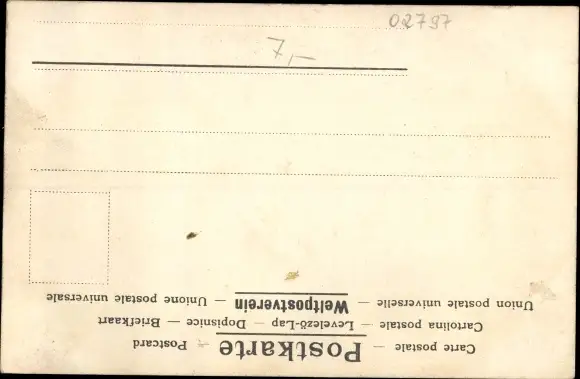 Carte postale — Postkarte — Postcard
Cartolina postale — Levelező-Lap — Dopisnice — Briefkaart
Union postale universelle — Weltpostverein — Unione postale universale
7,—
02797